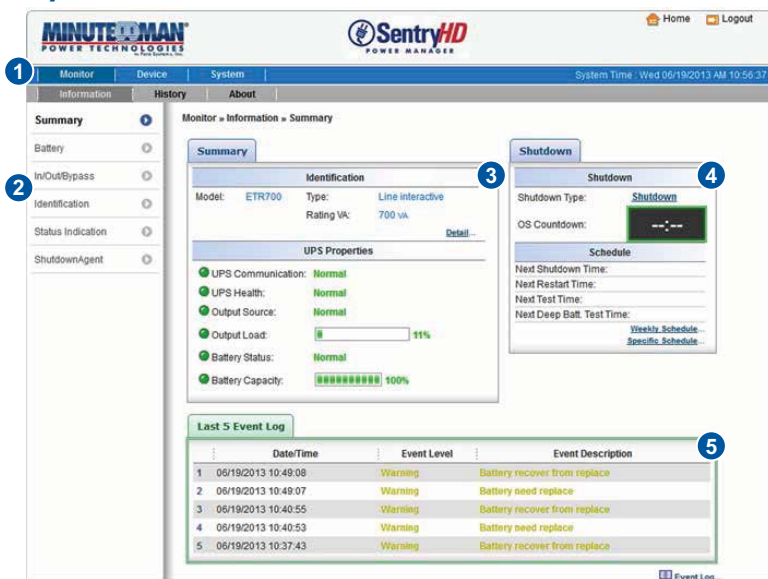 MINUTEMAN
POWER TECHNOLOGIES
SentryHD
POWER MANAGER
Home Logout
1
Monitor Device System
System Time : Wed 06/19/2013 AM 10:56:37
Information History About
Summary
Battery
2
In/Out/Bypass
Identification
Status Indication
ShutdownAgent
Monitor » Information » Summary
Summary
3
Identification
Model: ETR700 Type: Line interactive
Rating VA: 700 VA
Detail...
UPS Properties
UPS Communication: Normal
UPS Health: Normal
Output Source: Normal
Output Load: 11%
Battery Status: Normal
Battery Capacity: 100%
Shutdown
4
Shutdown
Shutdown Type: Shutdown
OS Countdown: --:--
Schedule
Next Shutdown Time:
Next Restart Time:
Next Test Time:
Next Deep Batt. Test Time:
Weekly Schedule...
Specific Schedule...
Last 5 Event Log
5
Date/Time Event Level Event Description
1 06/19/2013 10:49:08 Warning Battery recover from replace
2 06/19/2013 10:49:07 Warning Battery need replace
3 06/19/2013 10:40:55 Warning Battery recover from replace
4 06/19/2013 10:40:53 Warning Battery need replace
5 06/19/2013 10:37:43 Warning Battery recover from replace
Event Log...